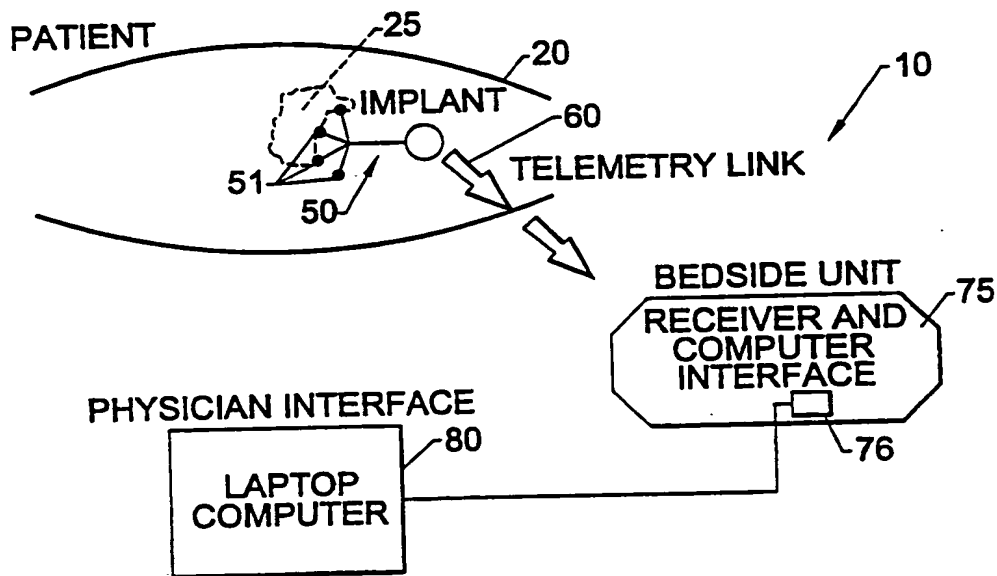 PATIENT
25
20
10
IMPLANT
60
TELEMETRY LINK
51
50
BEDSIDE UNIT
75
RECEIVER AND
COMPUTER
INTERFACE
76
PHYSICIAN INTERFACE
80
LAPTOP
COMPUTER